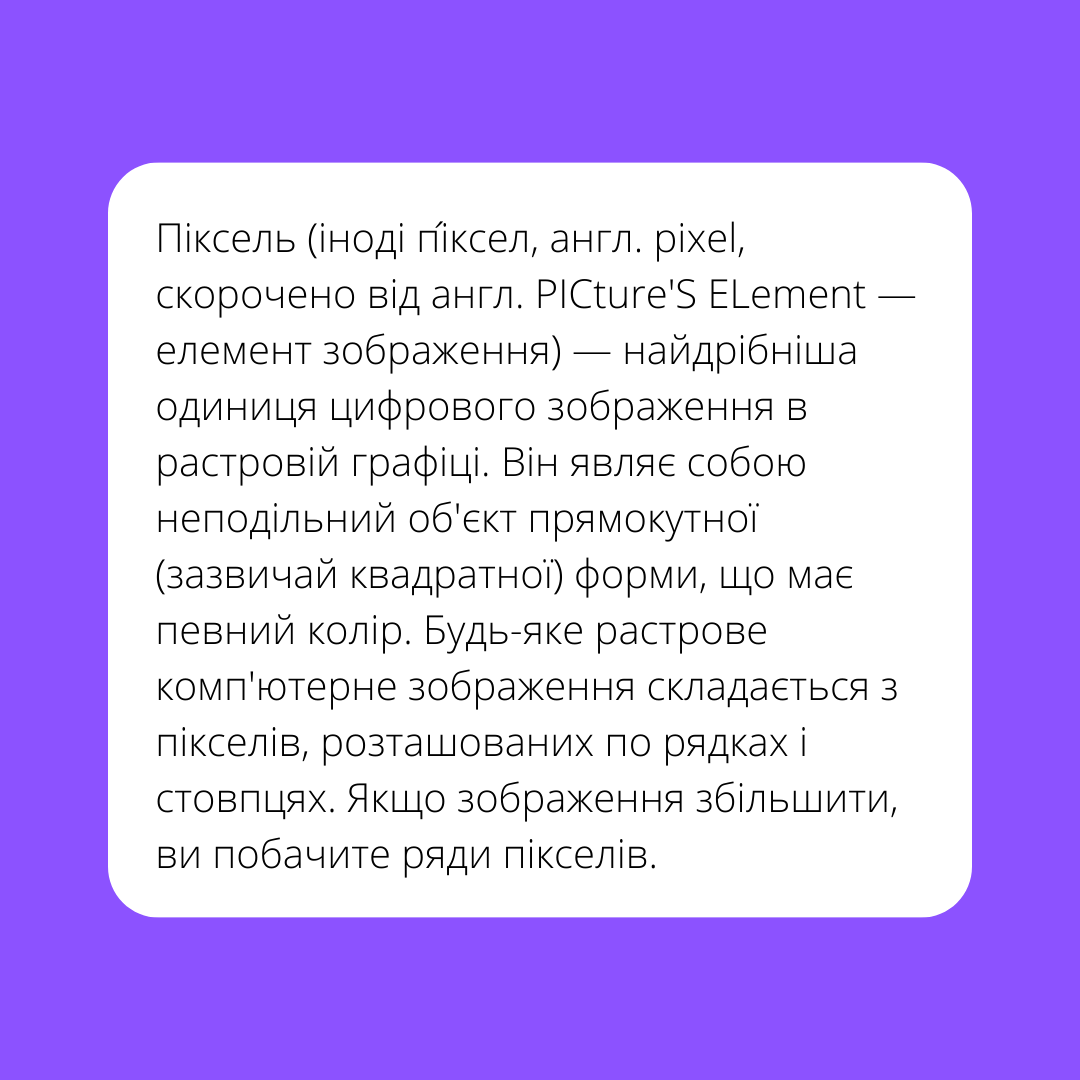 Піксель (іноді пі́ксел, англ. pixel,
скорочено від англ. PICture'S ELement —
елемент зображення) — найдрібніша
одиниця цифрового зображення в
растровій графіці. Він являє собою
неподільний об'єкт прямокутної
(зазвичай квадратної) форми, що має
певний колір. Будь-яке растрове
комп'ютерне зображення складається з
пікселів, розташованих по рядках і
стовпцях. Якщо зображення збільшити,
ви побачите ряди пікселів.